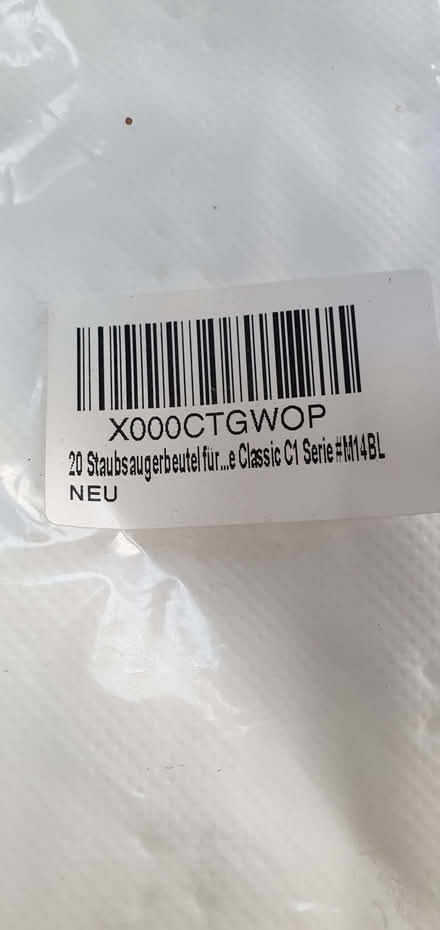 X000CTGWOP
20 Staubsaugerbeutel für...e Classic C1 Serie #M14BL
NEU